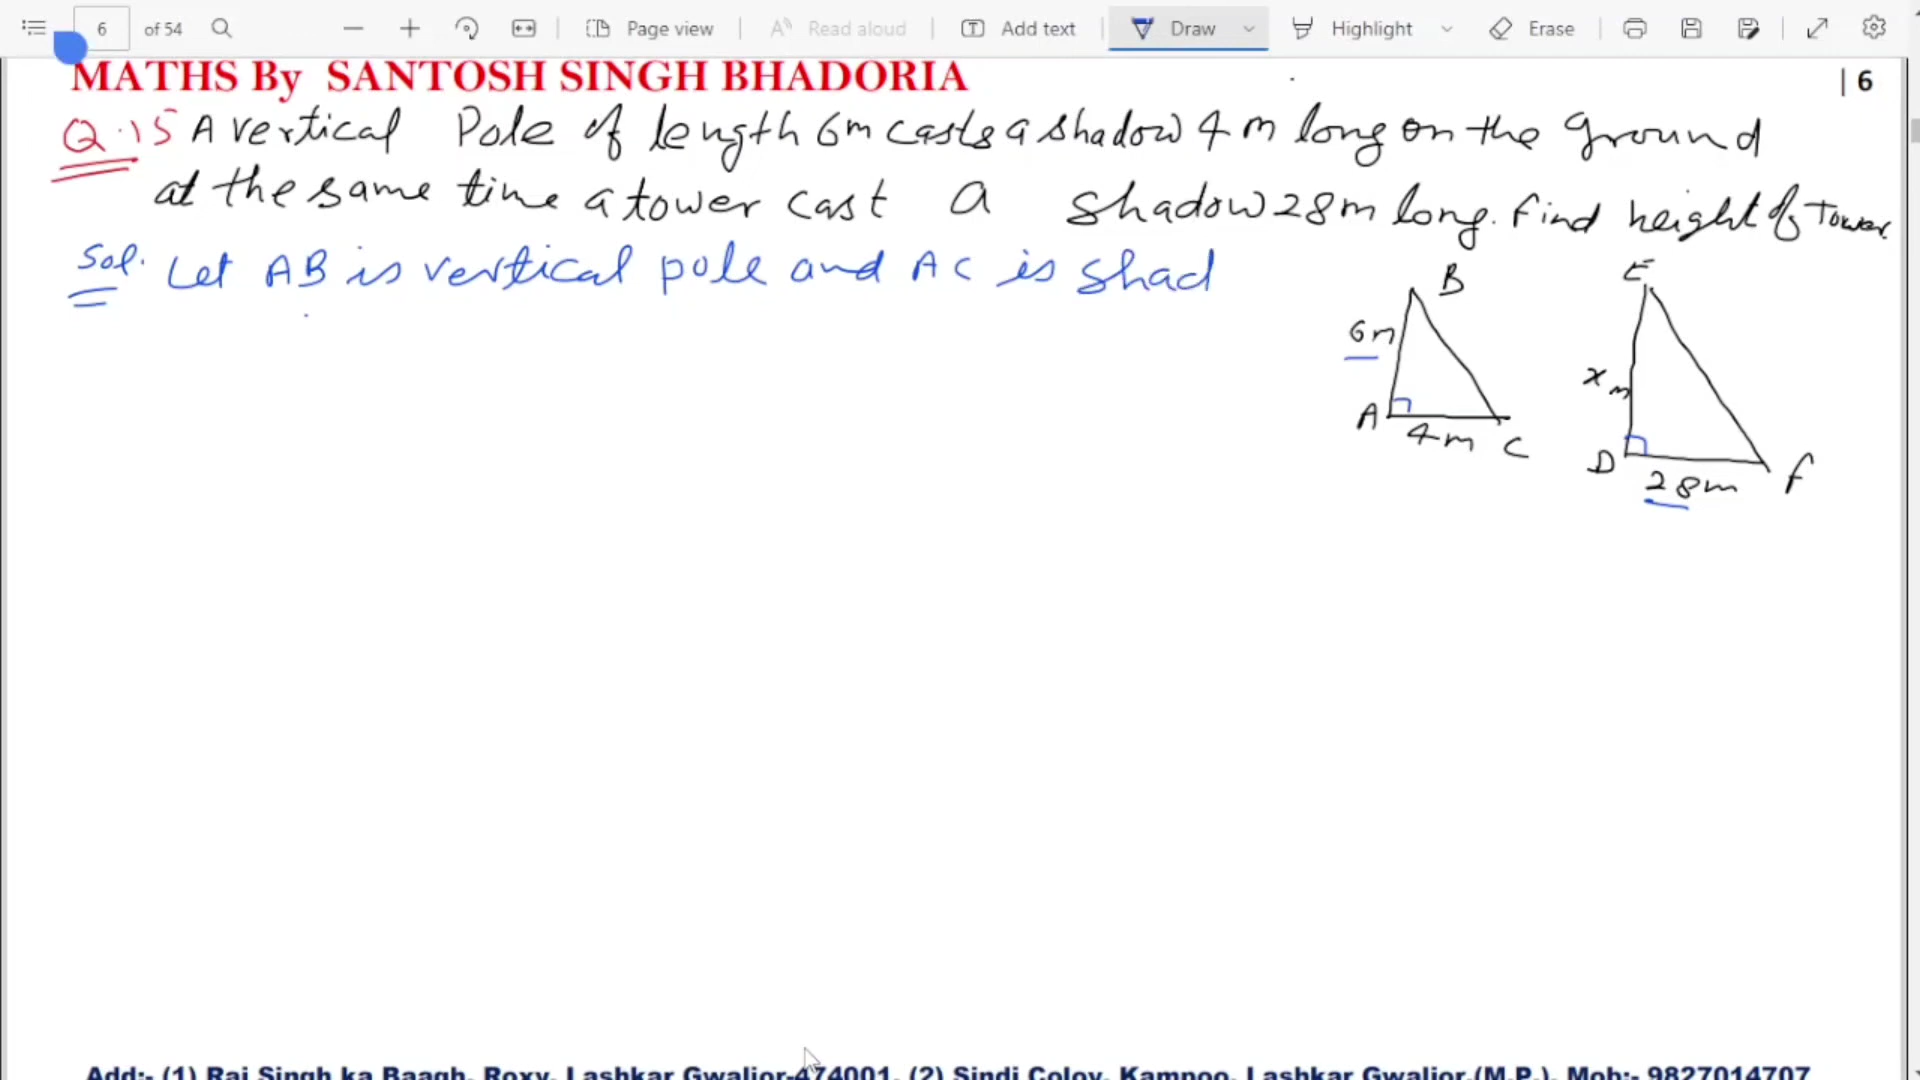 6 of 54 Page view Read aloud Add text Draw Highlight Erase
MATHS By SANTOSH SINGH BHADORIA | 6
Q.15 A vertical Pole of length 6m casts a shadow 4 m long on the ground
at the same time a tower cast a shadow 28m long. Find height of Tower.
Sol. Let AB is vertical pole and AC is shad
B
6m
A
4m
C
E
x m
D
28m
F
Add:- (1) Rai Singh ka Baagh, Roxy, Lashkar Gwalior-474001, (2) Sindi Coloy, Kampoo, Lashkar Gwalior.(M.P.), Mob:- 9827014707